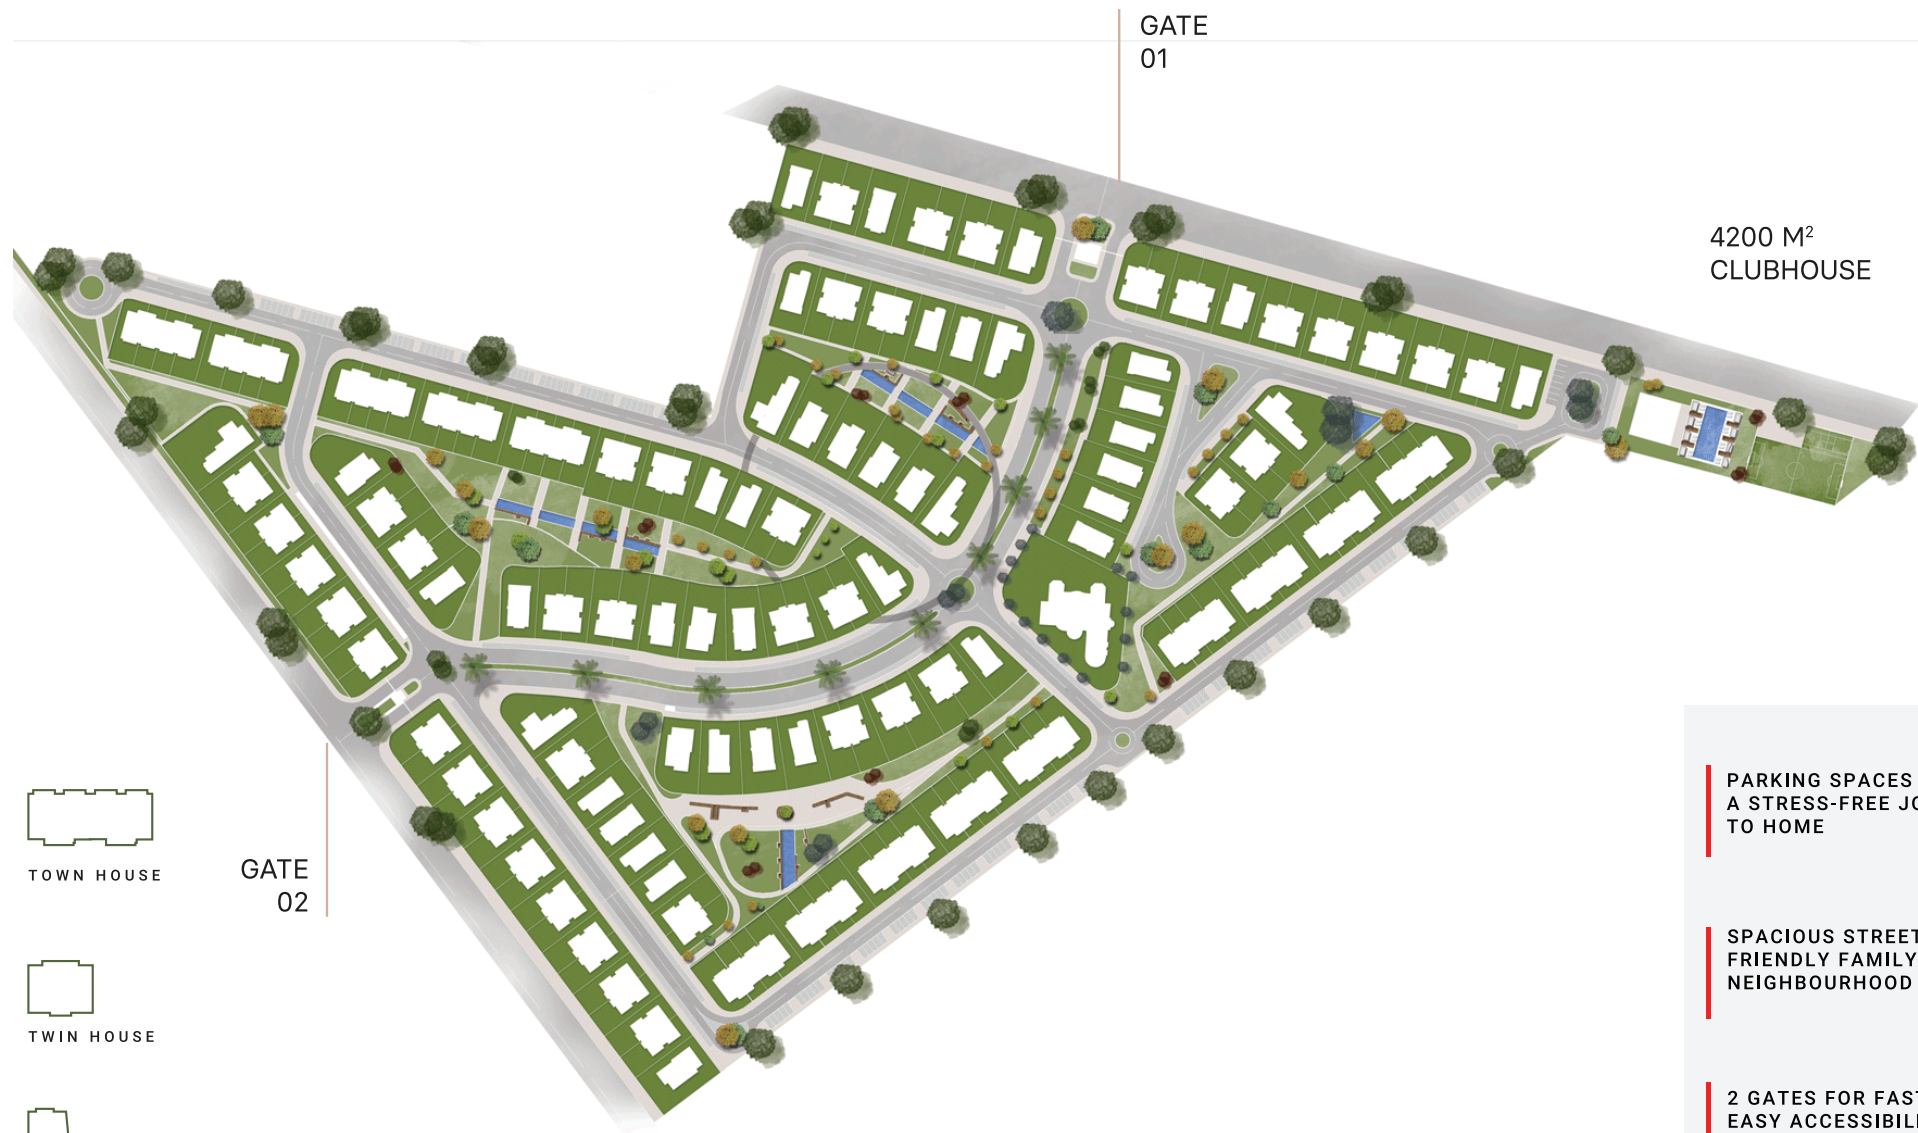 GATE
01
4200 M²
CLUBHOUSE
TOWN HOUSE
GATE
02
TWIN HOUSE
PARKING SPACES
A STRESS-FREE
TO HOME
SPACIOUS
FRIENDLY FAMILY
NEIGHBOURHOOD
2 GATES FOR
EASY